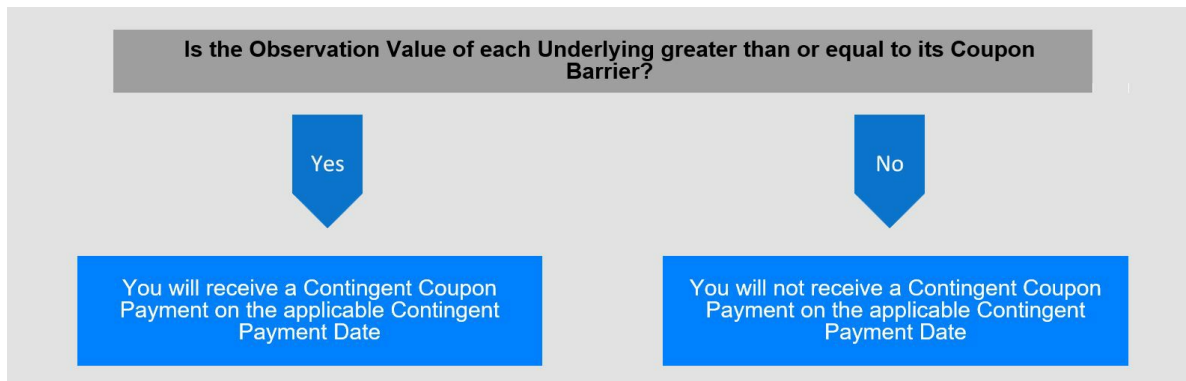 Is the Observation Value of each Underlying greater than or equal to its Coupon
Barrier?
Yes
No
You will receive a Contingent Coupon
Payment on the applicable Contingent
Payment Date
You will not receive a Contingent Coupon
Payment on the applicable Contingent
Payment Date